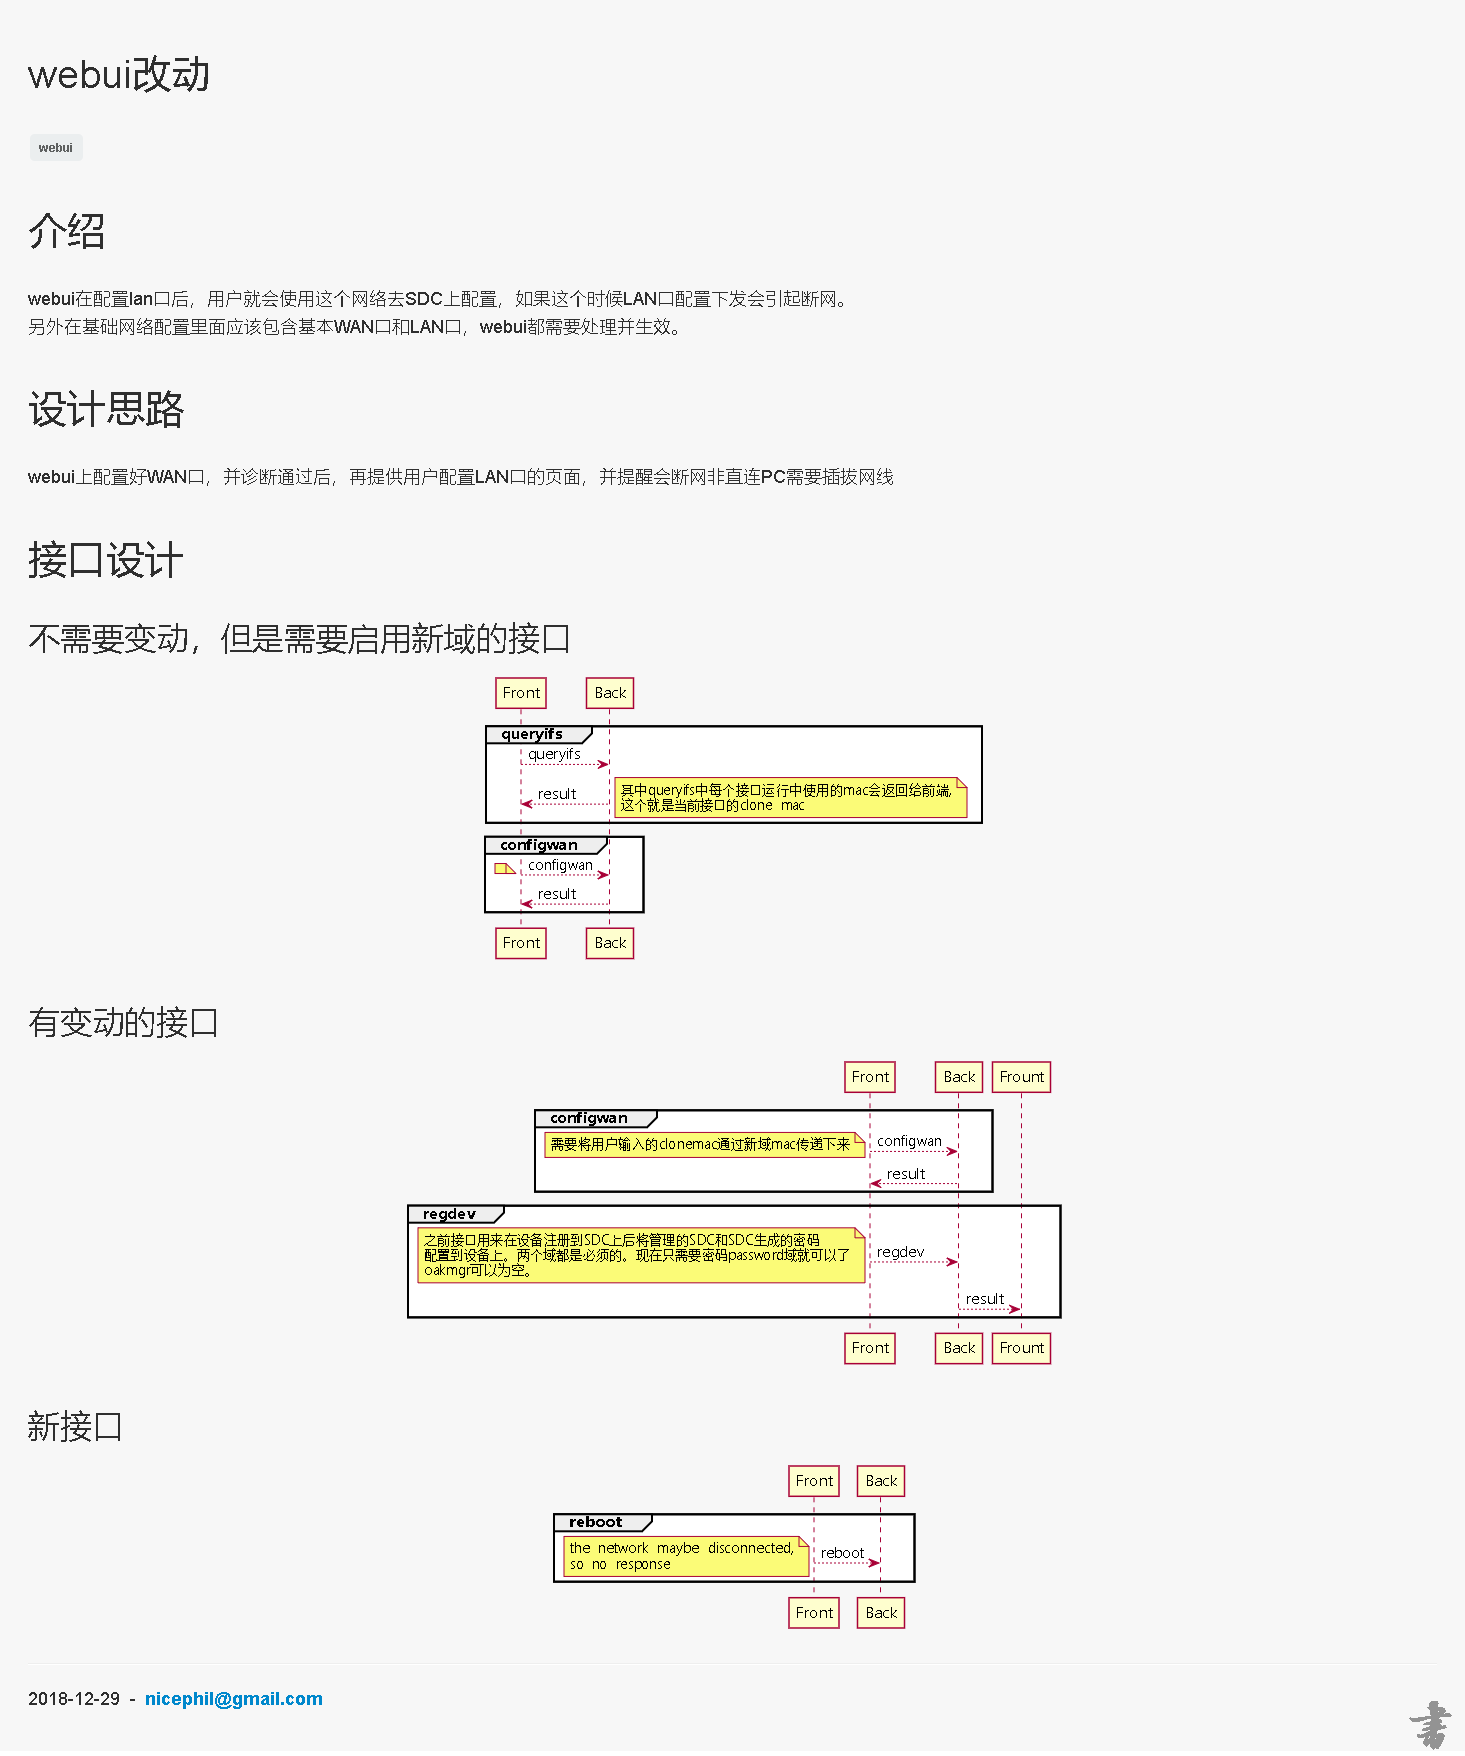 webui改动
webui
介绍
webui在配置lan口后，用户就会使用这个网络去SDC上配置，如果这个时候LAN口配置下发会引起断网。
另外在基础网络配置里面应该包含基本WAN口和LAN口，webui都需要处理并生效。
设计思路
webui上配置好WAN口，并诊断通过后，再提供用户配置LAN口的页面，并提醒会断网非直连PC需要插拔网线
接口设计
不需要变动，但是需要启用新域的接口
Front Back
queryifs
queryifs
result
其中queryifs中每个接口运行中使用的mac会返回给前端,
这个就是当前接口的clone mac
configwan
configwan
result
Front Back
有变动的接口
Front Back Frount
configwan
需要将用户输入的clonemac通过新域mac传递下来
configwan
result
regdev
之前接口用来在设备注册到SDC上后将管理的SDC和SDC生成的密码
配置到设备上。两个域都是必须的。现在只需要密码password域就可以了
oakmgr可以为空。
regdev
result
Front Back Frount
新接口
Front Back
reboot
the network maybe disconnected,
so no response
reboot
Front Back
2018-12-29 - nicephil@gmail.com
書